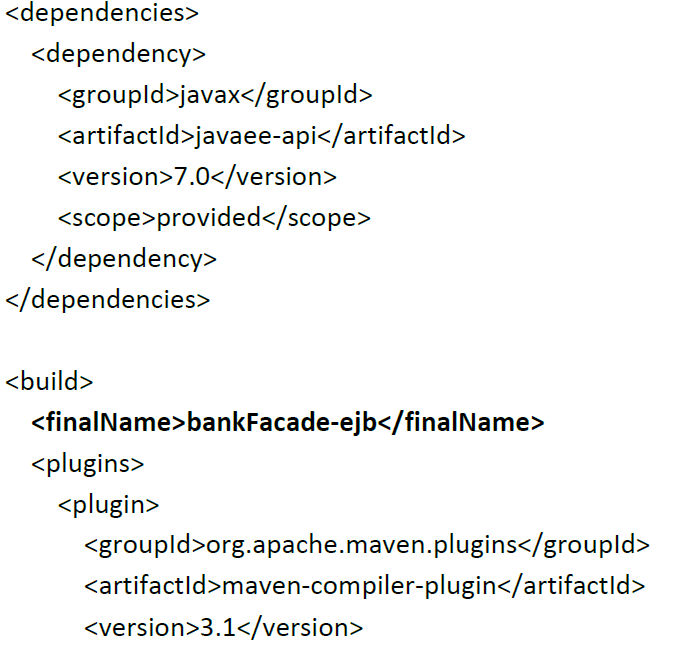 <dependencies>
<dependency>
<groupId>javax</groupId>
<artifactId>javaee-api</artifactId>
<version>7.0</version>
<scope>provided</scope>
</dependency>
</dependencies>
<build>
<finalName>bankFacade-ejb</finalName>
<plugins>
<plugin>
<groupId>org.apache.maven.plugins</groupId>
<artifactId>maven-compiler-plugin</artifactId>
<version>3.1</version>